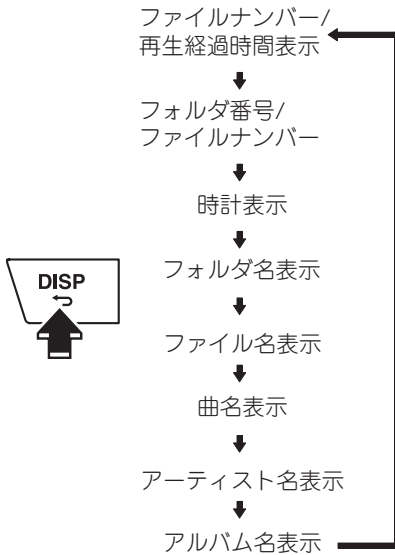 ファイルナンバー/
再生経過時間表示
フォルダ番号/
ファイルナンバー
時計表示
DISP
フォルダ名表示
ファイル名表示
曲名表示
アーティスト名表示
アルバム名表示